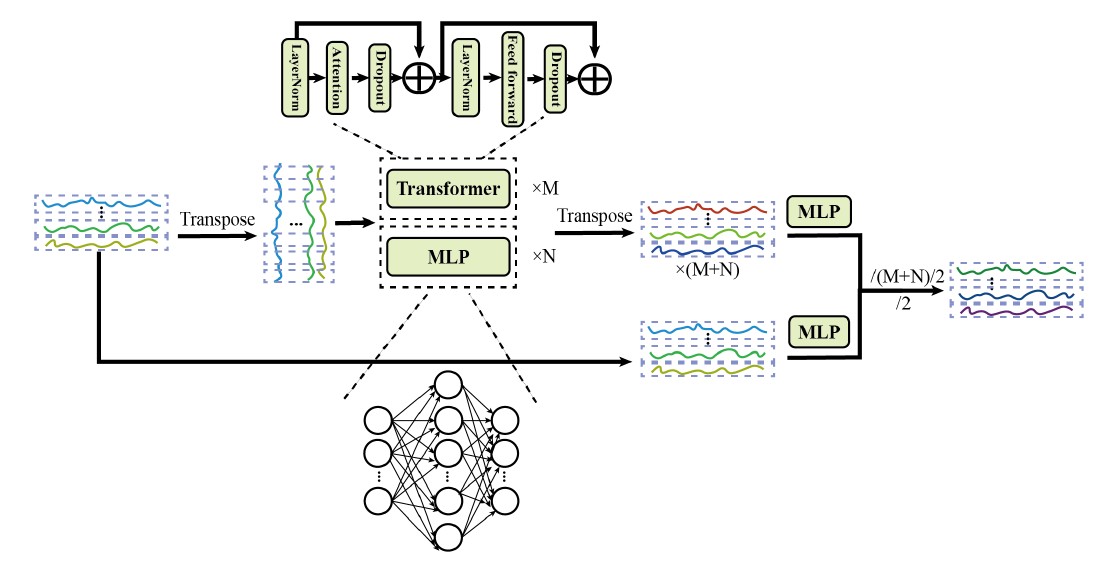 LayerNorm
Attention
Dropout
LayerNorm
Feed forward
Dropout
Transpose
...
Transformer
×M
MLP
×N
Transpose
×(M+N)
MLP
MLP
/(M+N)/2
/2